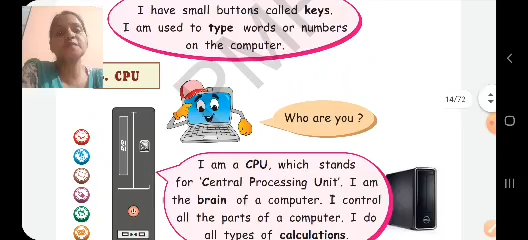 I have small buttons called keys.
I am used to type words or numbers
on the computer.
. CPU
14/72
Who are you ?
I am a CPU, which stands
for ‘Central Processing Unit’. I am
the brain of a computer. I control
all the parts of a computer. I do
all types of calculations.